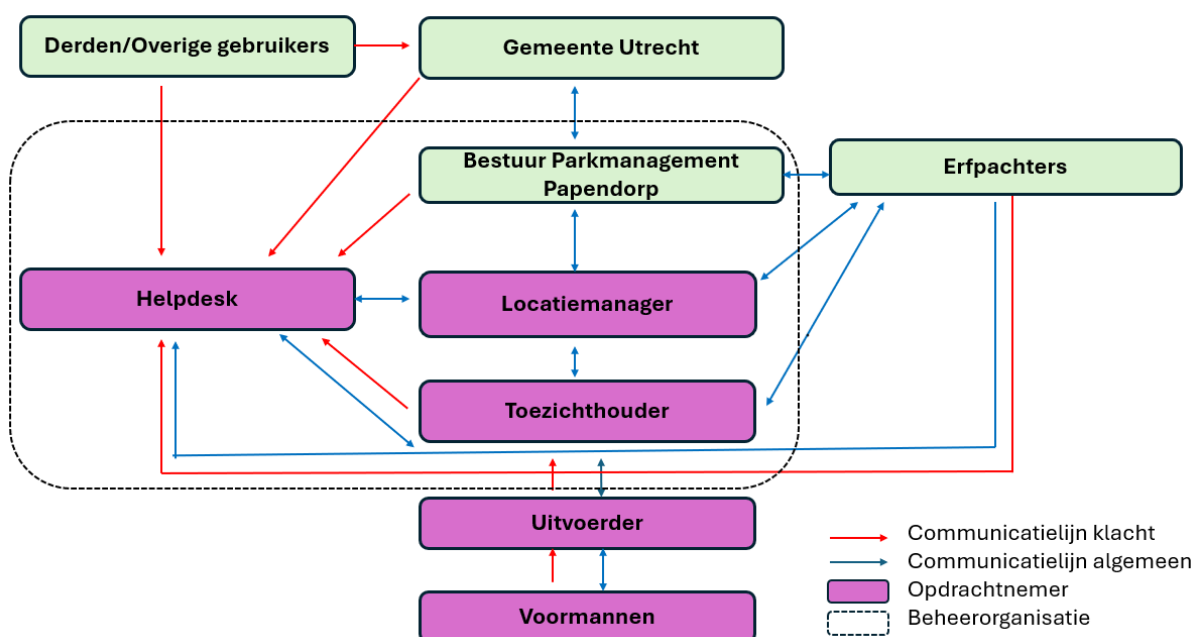 Derden/Overige gebruikers
Gemeente Utrecht
Bestuur Parkmanagement
Papendorp
Erfpachters
Helpdesk
Locatiemanager
Toezichthouder
Uitvoerder
Voormannen
Communicatielijn klacht
Communicatielijn algemeen
Opdrachtnemer
Beheerorganisatie